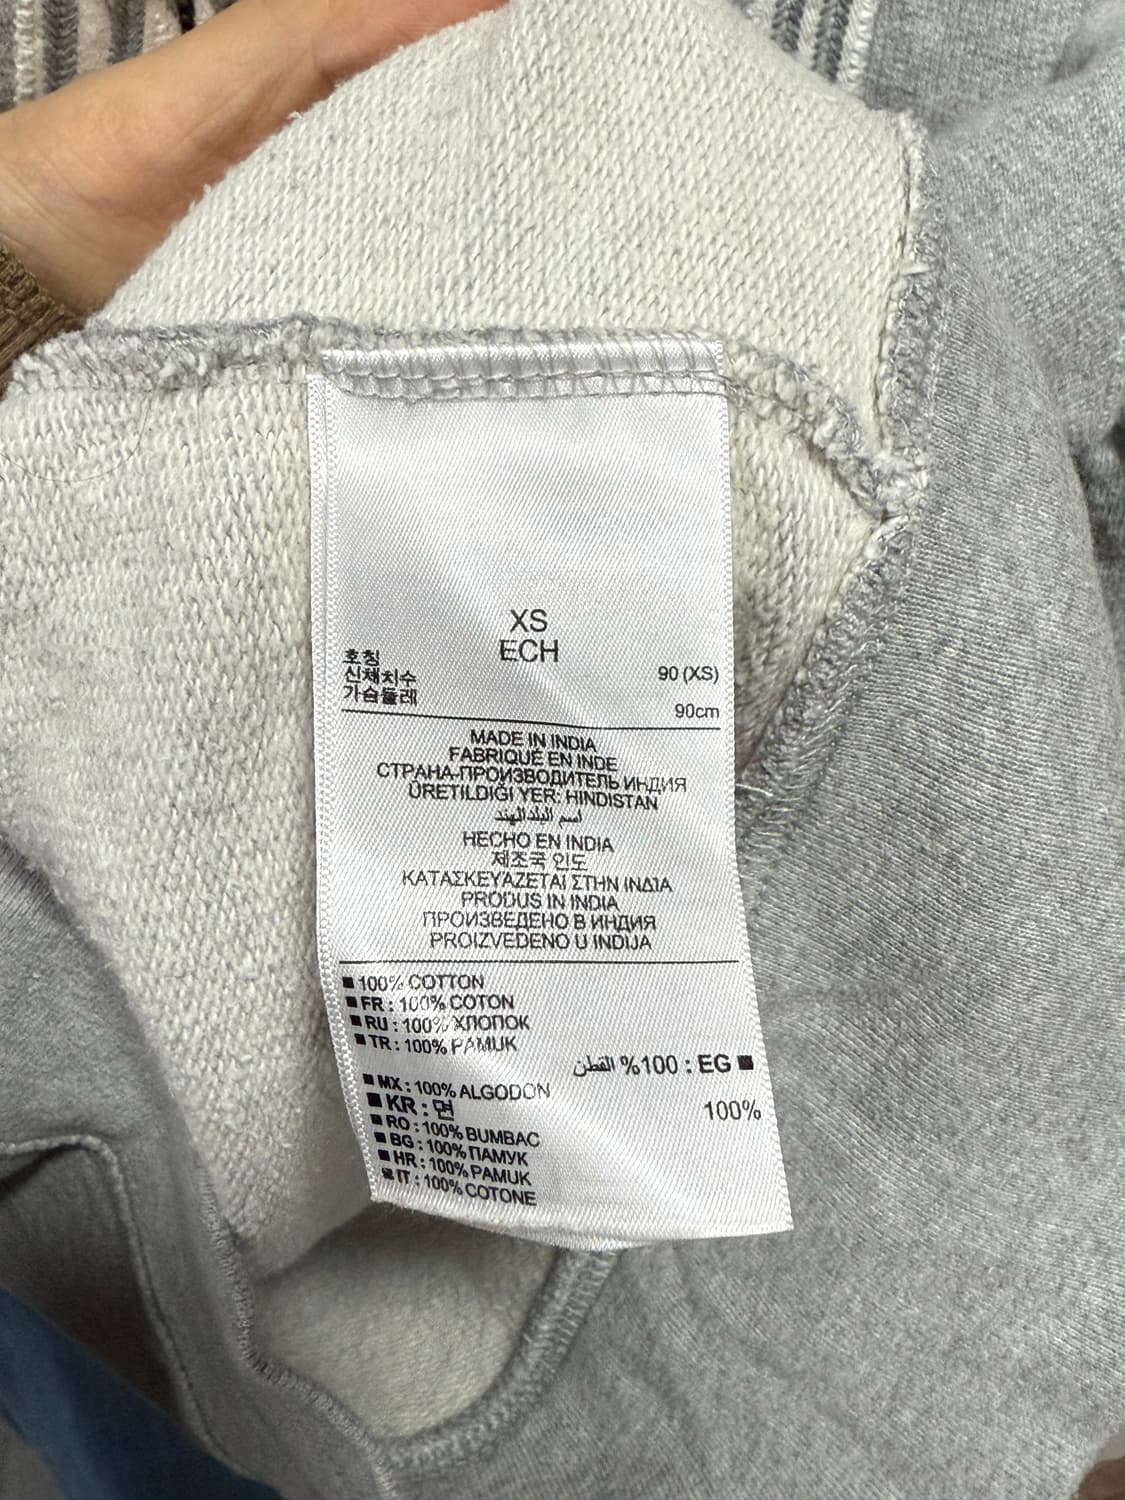 XS
ECH
호칭
신체치수 90 (XS)
가슴둘레 90cm
MADE IN INDIA
FABRIQUÉ EN INDE
СТРАНА-ПРОИЗВОДИТЕЛЬ ИНДИЯ
ÜRETILDIĞI YER: HINDISTAN
اسم البلد الهند
HECHO EN INDIA
제조국 인도
ΚΑΤΑΣΚΕΥΑΖΕΤΑΙ ΣΤΗΝ ΙΝΔΙΑ
PRODUS IN INDIA
ПРОИЗВЕДЕНО В ИНДИЯ
PROIZVEDENO U INDIJA
■ 100% COTTON
■ FR : 100% COTON
■ RU : 100% ХЛОПОК
■ TR : 100% PAMUK
■ EG : 100% القطن
■ MX : 100% ALGODON
■ KR : 면 100%
■ RO : 100% BUMBAC
■ BG : 100% ПАМУК
■ HR : 100% PAMUK
■ IT : 100% COTONE